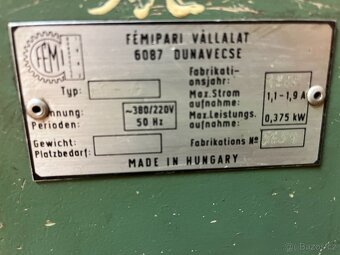 FÉMI
FÉMIPARI VÁLLALAT
6087 DUNAVECSE
Typ:
Fabrikati-
onsjahr:
Max. Strom
aufnahme:
1,1-1,9 A
nnung:
Perioden:
~380/220V
50 Hz
Max. Leistungs.
aufnahme:
0,375 kW
Gewicht:
Platzbedarf:
Fabrikations No
MADE IN HUNGARY